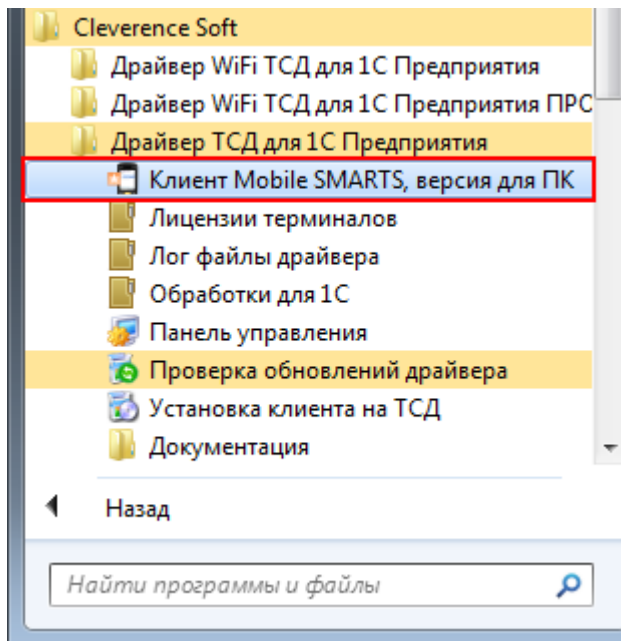 Cleverence Soft
Драйвер WiFi ТСД для 1С Предприятия
Драйвер WiFi ТСД для 1С Предприятия ПРО
Драйвер ТСД для 1С Предприятия
Клиент Mobile SMARTS, версия для ПК
Лицензии терминалов
Лог файлы драйвера
Обработки для 1С
Панель управления
Проверка обновлений драйвера
Установка клиента на ТСД
Документация
Назад
Найти программы и файлы